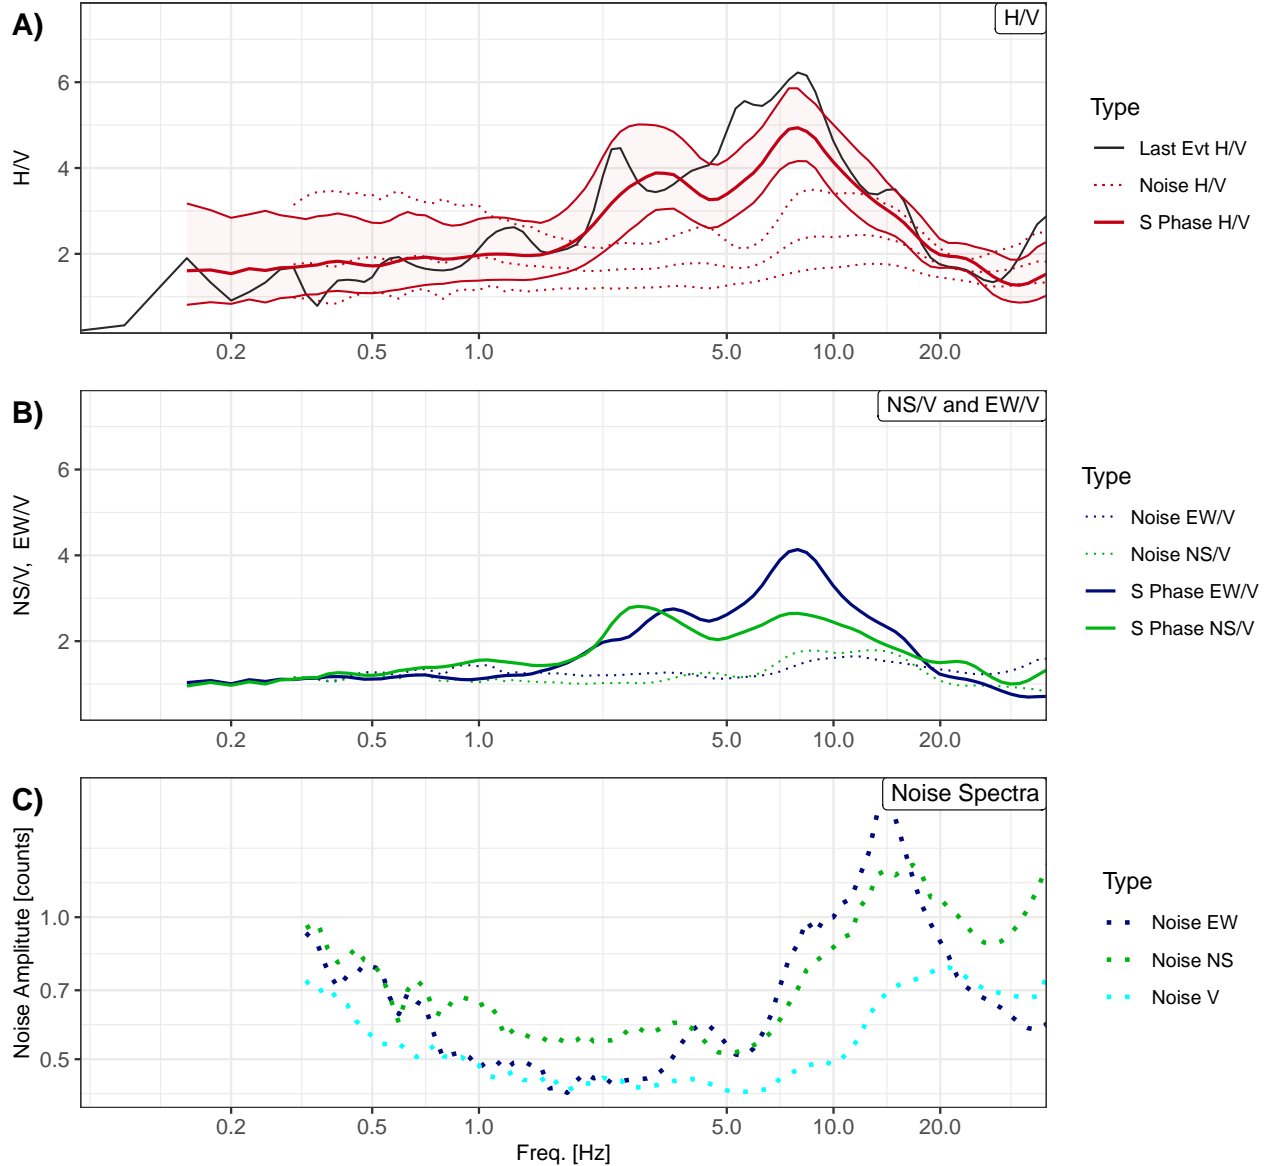 A)
H/V
6
4
2
H/V
0.2 0.5 1.0 5.0 10.0 20.0
Type
Last Evt H/V
Noise H/V
S Phase H/V
B)
NS/V and EW/V
6
4
2
NS/V, EW/V
0.2 0.5 1.0 5.0 10.0 20.0
Type
Noise EW/V
Noise NS/V
S Phase EW/V
S Phase NS/V
C)
Noise Spectra
1.0
0.7
0.5
Noise Amplitute [counts]
0.2 0.5 1.0 5.0 10.0 20.0
Freq. [Hz]
Type
Noise EW
Noise NS
Noise V